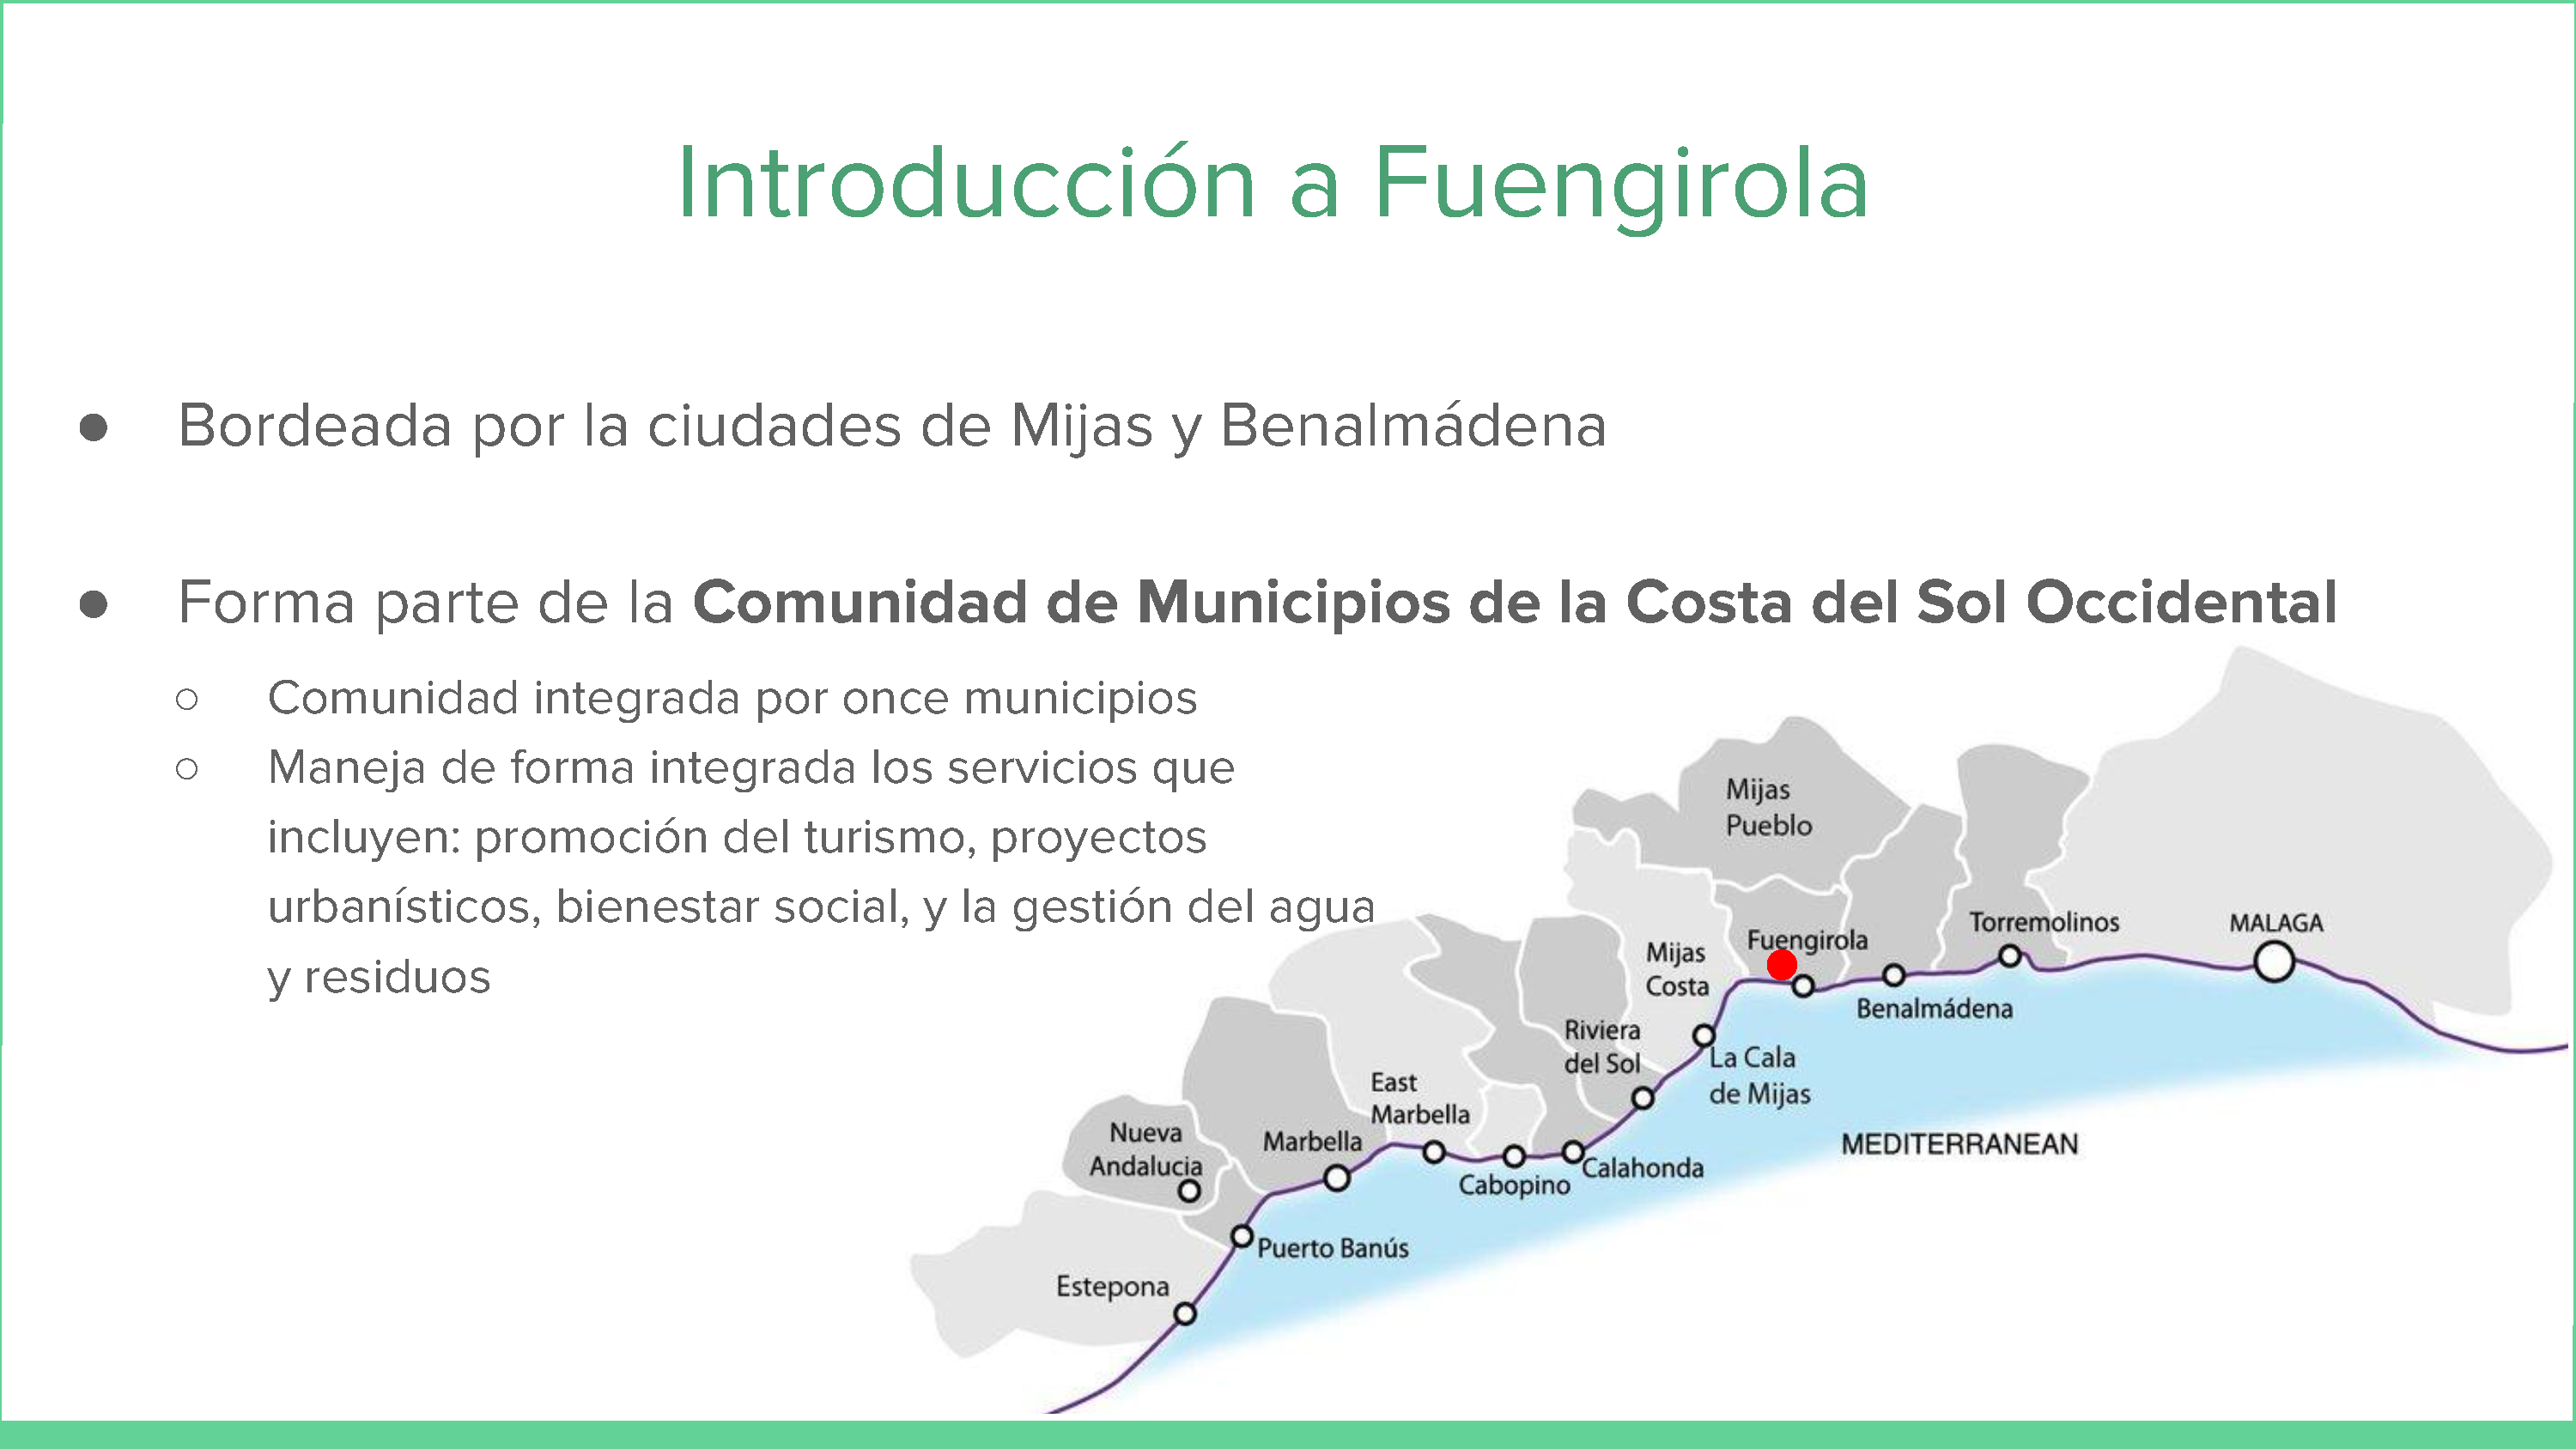 Introducción a Fuengirola
● Bordeada por la ciudades de Mijas y Benalmádena
● Forma parte de la Comunidad de Municipios de la Costa del Sol Occidental
○ Comunidad integrada por once municipios
○ Maneja de forma integrada los servicios que
incluyen: promoción del turismo, proyectos
urbanísticos, bienestar social, y la gestión del agua
y residuos
Mijas
Pueblo
Torremolinos
MALAGA
Fuengirola
Mijas
Costa
Benalmádena
Riviera
del Sol
La Cala
de Mijas
East
Marbella
Nueva
Andalucia
Marbella
MEDITERRANEAN
Calahonda
Cabopino
Puerto Banús
Estepona